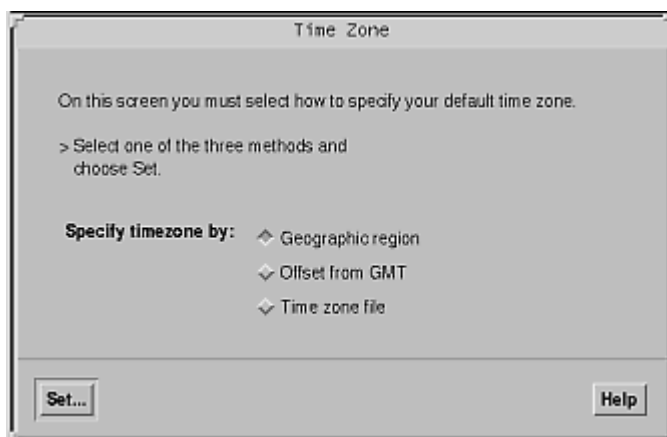 Time Zone
On this screen you must select how to specify your default time zone.
> Select one of the three methods and
choose Set.
Specify timezone by:
Geographic region
Offset from GMT
Time zone file
Set...
Help